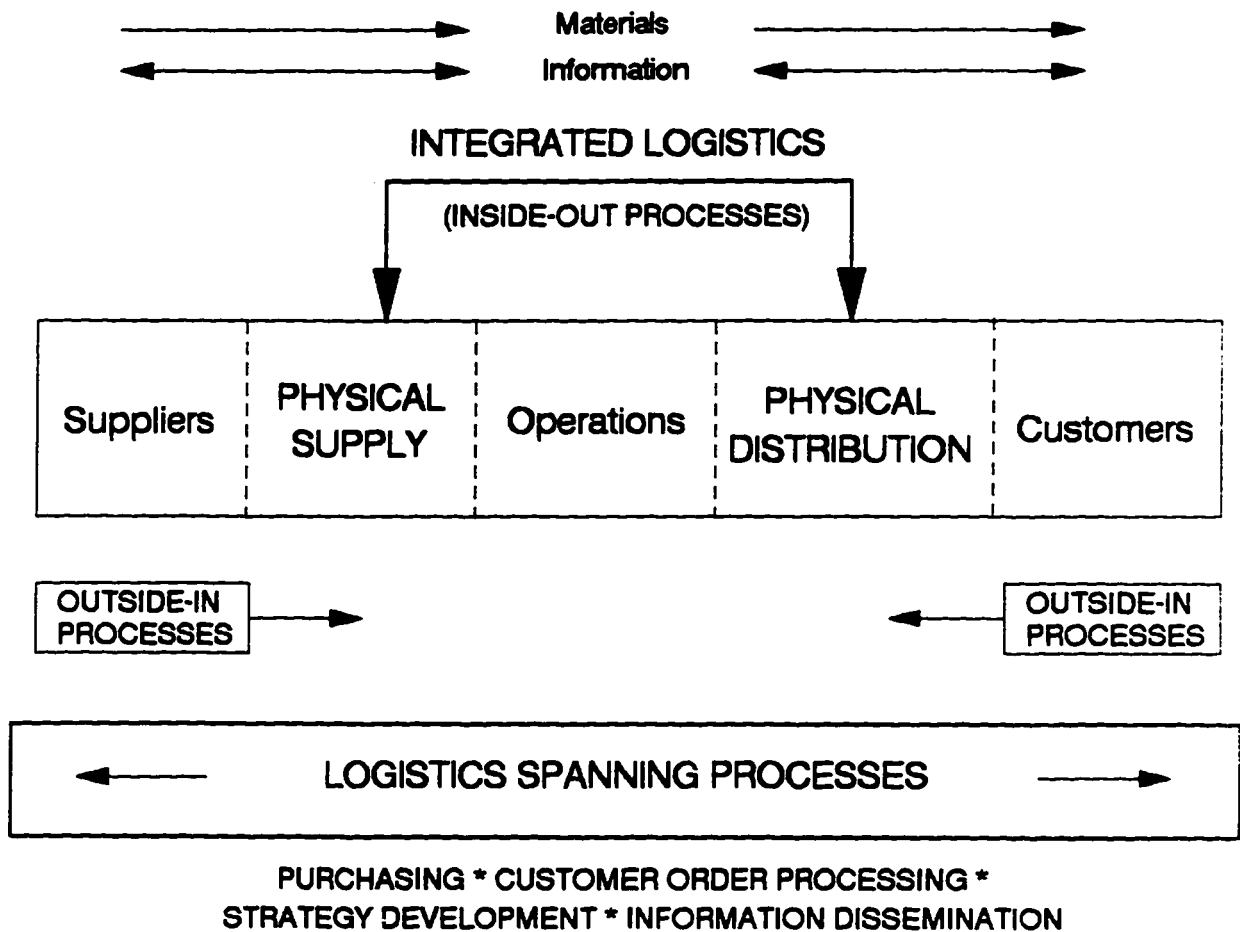 Materials
Information
INTEGRATED LOGISTICS
(INSIDE-OUT PROCESSES)
Suppliers
PHYSICAL
SUPPLY
Operations
PHYSICAL
DISTRIBUTION
Customers
OUTSIDE-IN
PROCESSES
OUTSIDE-IN
PROCESSES
LOGISTICS SPANNING PROCESSES
PURCHASING * CUSTOMER ORDER PROCESSING *
STRATEGY DEVELOPMENT * INFORMATION DISSEMINATION